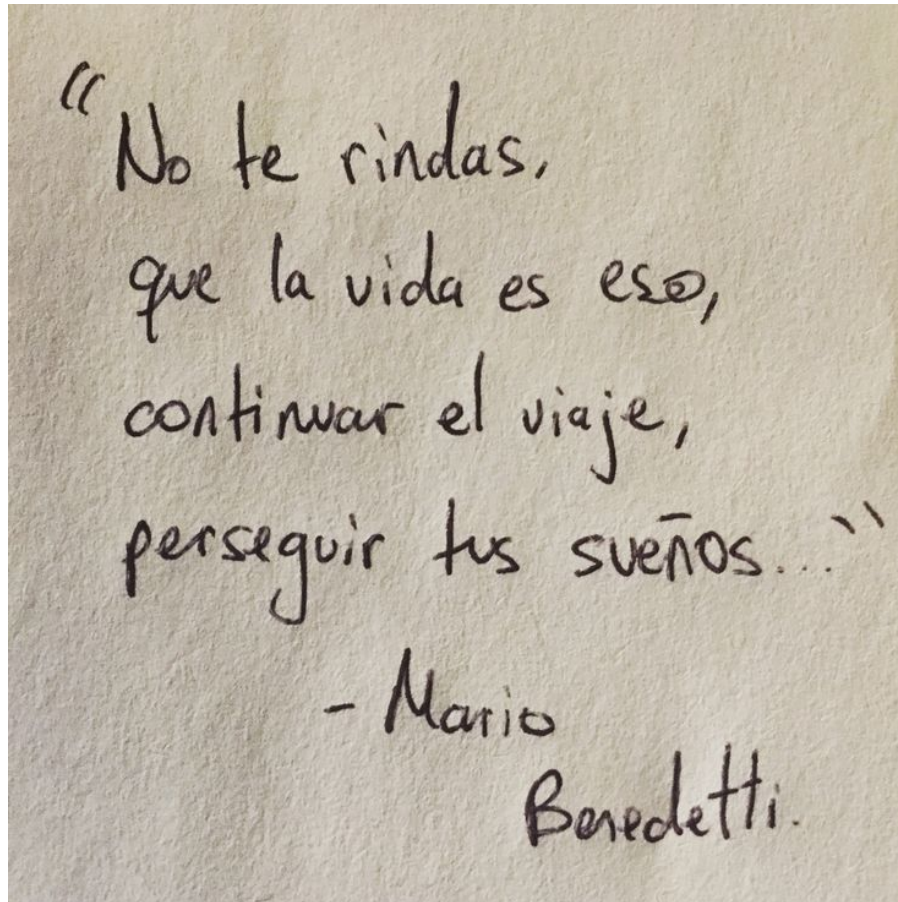 “No te rindas,
que la vida es eso,
continuar el viaje,
perseguir tus sueños...”
- Mario
Benedetti.